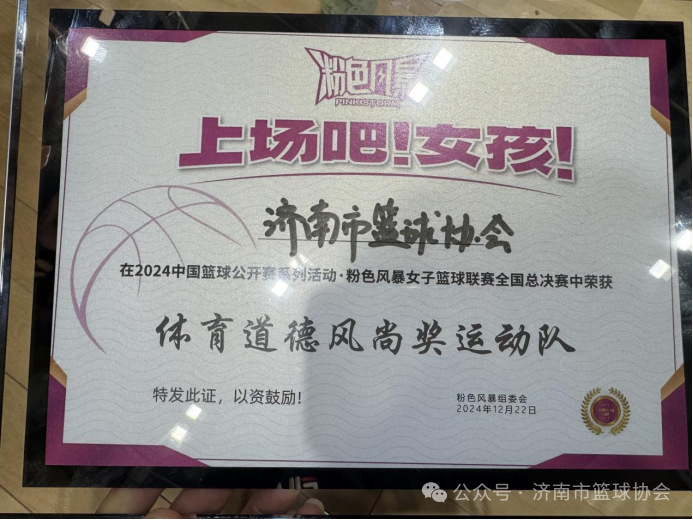 粉色风暴
PINKSTORM
上场吧!女孩!
济南市篮球协会
在2024中国篮球公开赛系列活动·粉色风暴女子篮球联赛全国总决赛中荣获
体育道德风尚奖运动队
特发此证，以资鼓励！
粉色风暴组委会
2024年12月22日
公众号·济南市篮球协会